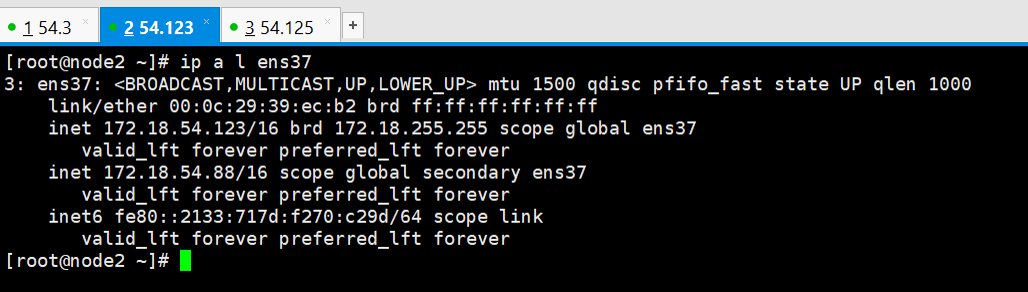 1 54.3 × 2 54.123 × 3 54.125 × +
[root@node2 ~]# ip a l ens37
3: ens37: <BROADCAST,MULTICAST,UP,LOWER_UP> mtu 1500 qdisc pfifo_fast state UP qlen 1000
    link/ether 00:0c:29:39:ec:b2 brd ff:ff:ff:ff:ff:ff
    inet 172.18.54.123/16 brd 172.18.255.255 scope global ens37
       valid_lft forever preferred_lft forever
    inet 172.18.54.88/16 scope global secondary ens37
       valid_lft forever preferred_lft forever
    inet6 fe80::2133:717d:f270:c29d/64 scope link
       valid_lft forever preferred_lft forever
[root@node2 ~]#